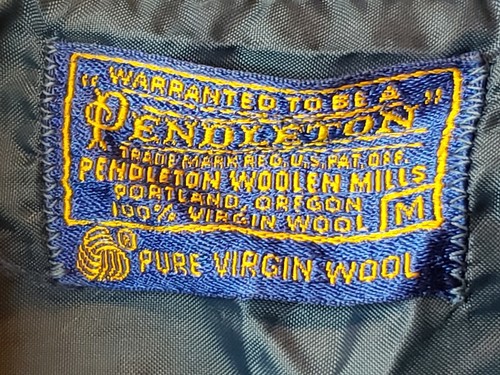 "WARRANTED TO BE A
PENDLETON"
TRADE MARK REG. U.S. PAT. OFF.
PENDLETON WOOLEN MILLS
PORTLAND, OREGON
100% VIRGIN WOOL M
® PURE VIRGIN WOOL